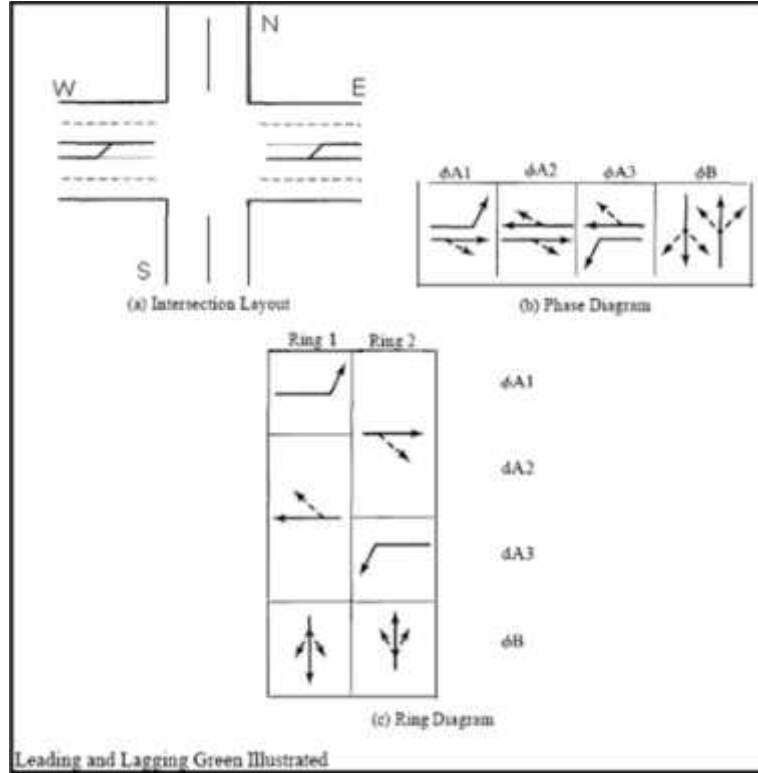 N
W
E
S
(a) Intersection Layout
ϕA1 ϕA2 ϕA3 ϕB
(b) Phase Diagram
Ring 1 Ring 2
ϕA1
dA2
dA3
ϕB
(c) Ring Diagram
Leading and Lagging Green Illustrated